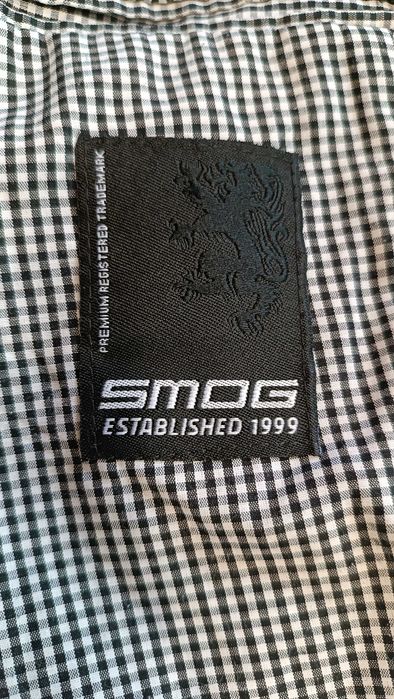 PREMIUM REGISTERED TRADEMARK
SMOG
ESTABLISHED 1999